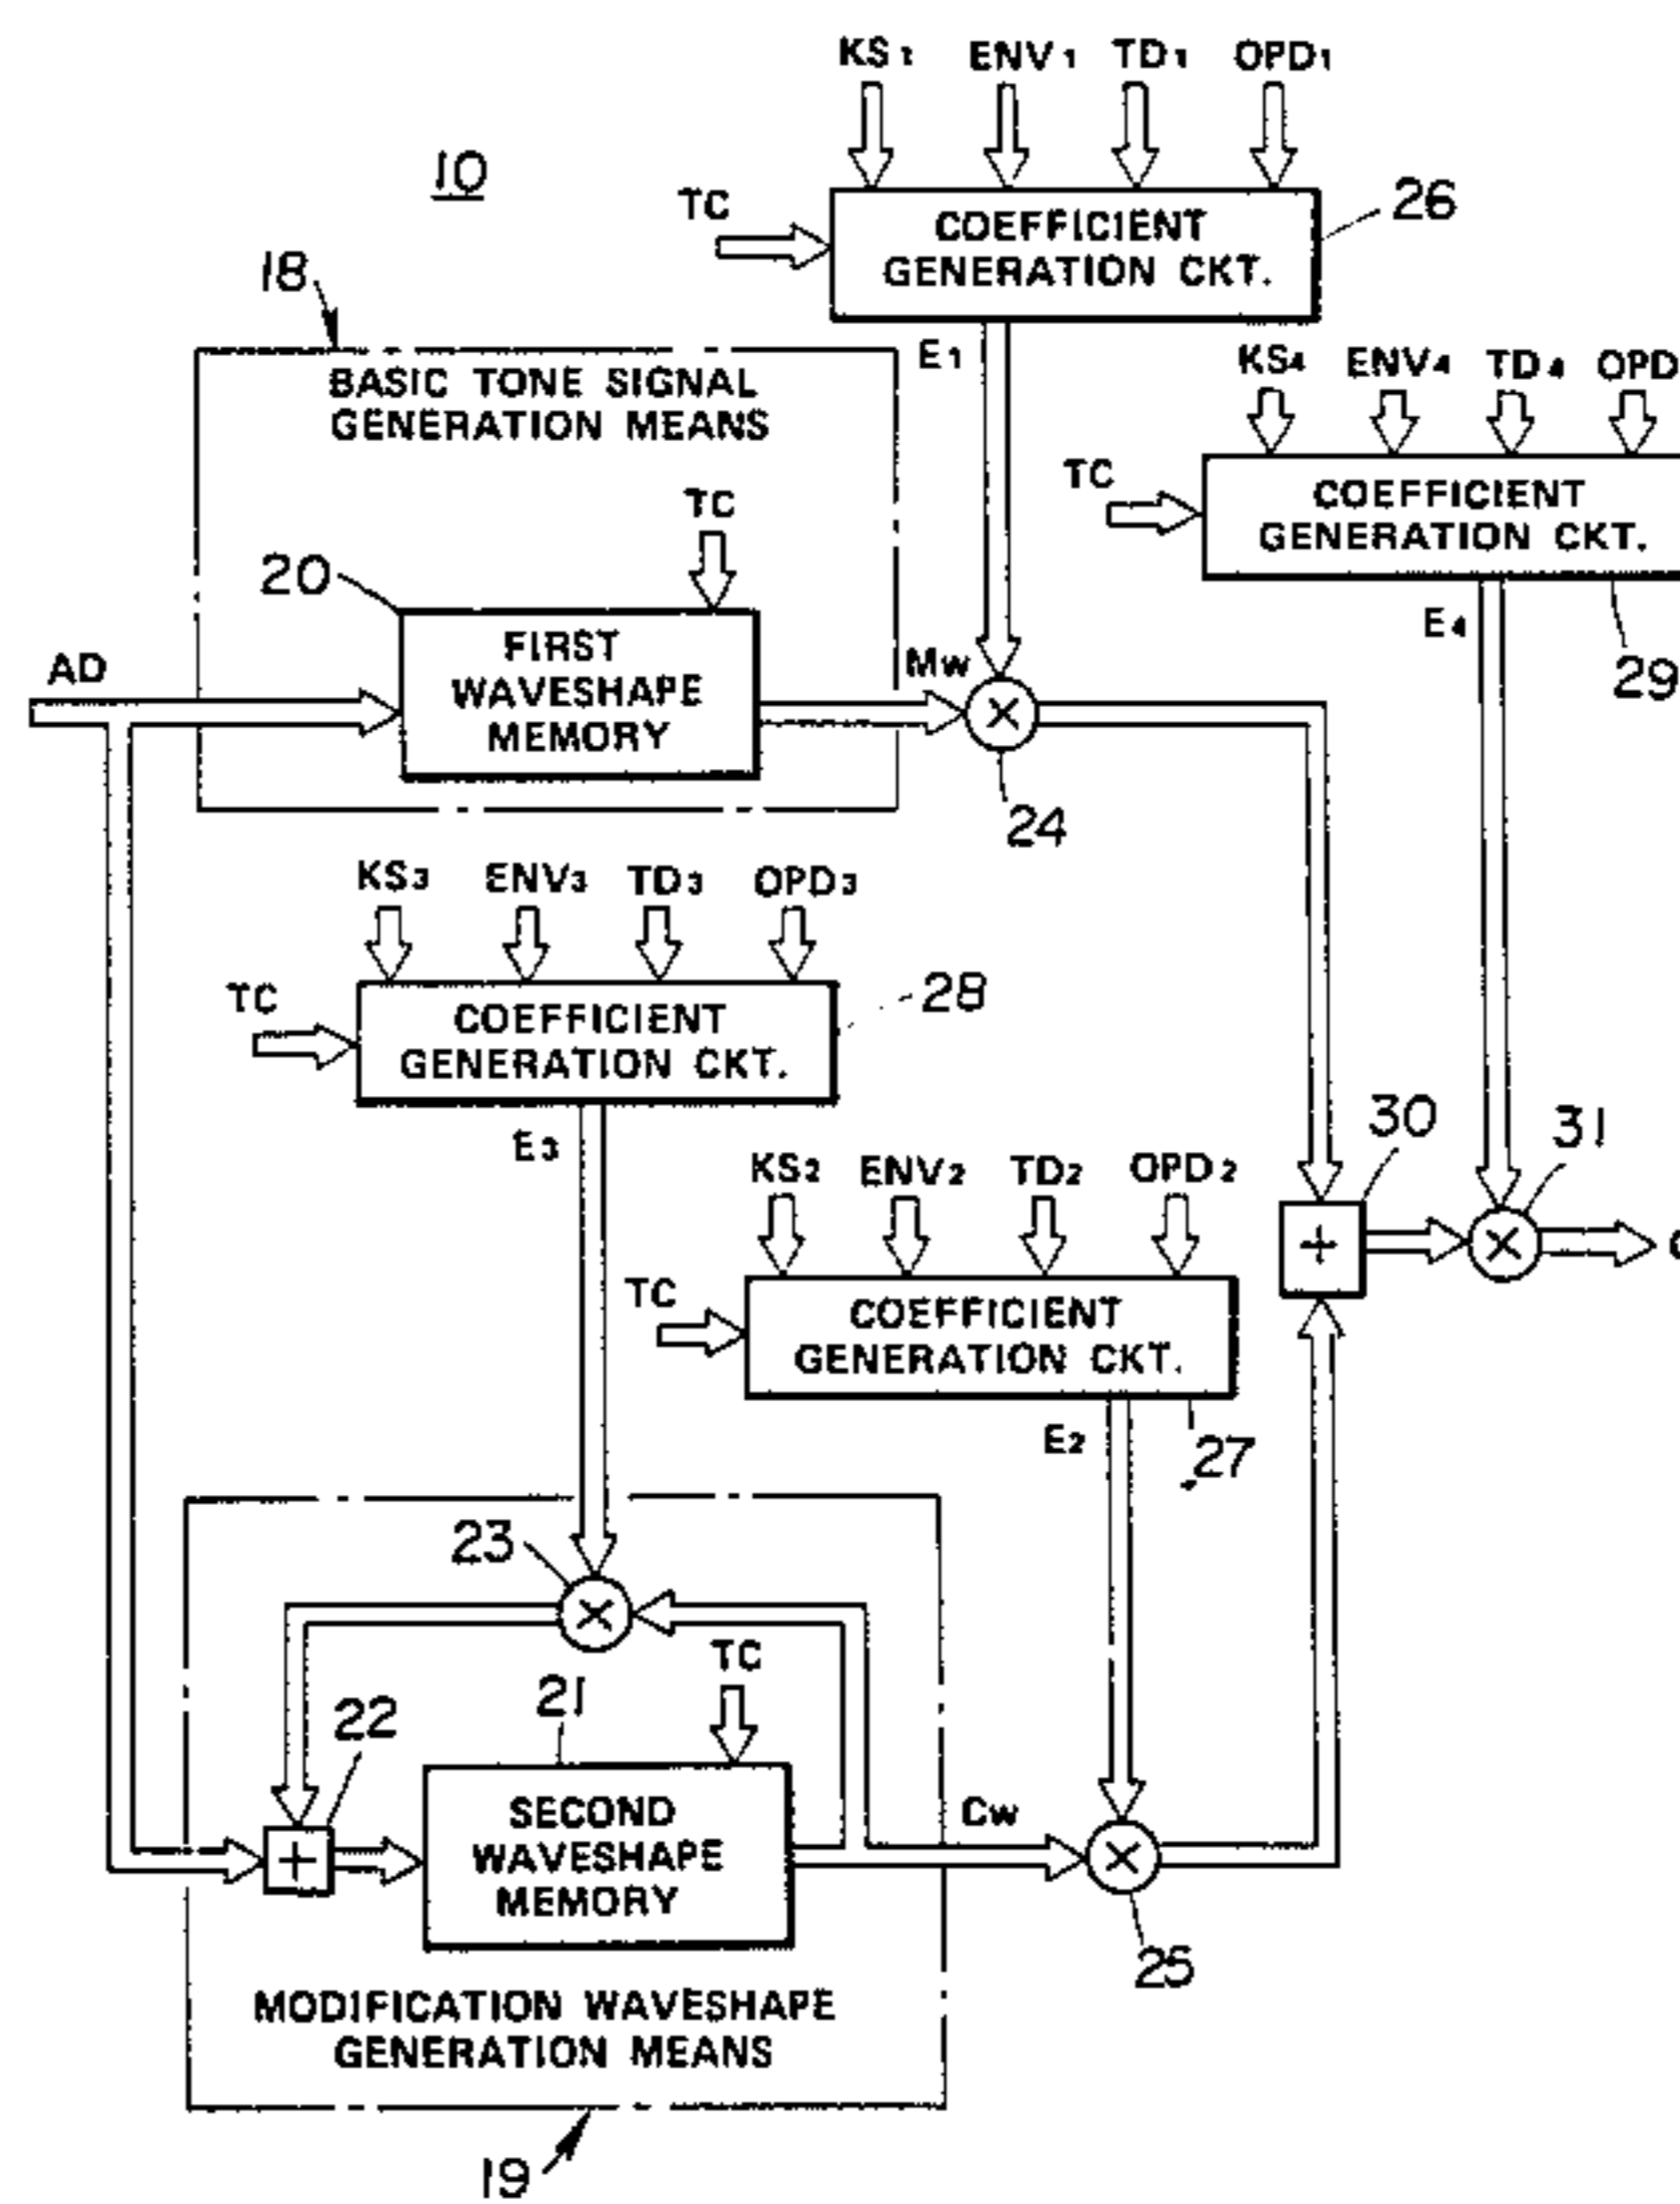 KS1 ENV1 TD1 OPD1
10
TC
COEFFICIENT
GENERATION CKT.
26
18
E1
BASIC TONE SIGNAL
GENERATION MEANS
KS4 ENV4 TD4 OPD
TC
COEFFICIENT
GENERATION CKT.
TC
20
FIRST
WAVESHAPE
MEMORY
E4
29
AD
Mw
24
KS3 ENV3 TD3 OPD3
TC
COEFFICIENT
GENERATION CKT.
28
E3
30
31
KS2 ENV2 TD2 OPD2
+
TC
COEFFICIENT
GENERATION CKT.
E2
27
23
TC
21
22
+
SECOND
WAVESHAPE
MEMORY
Cw
25
MODIFICATION WAVESHAPE
GENERATION MEANS
19